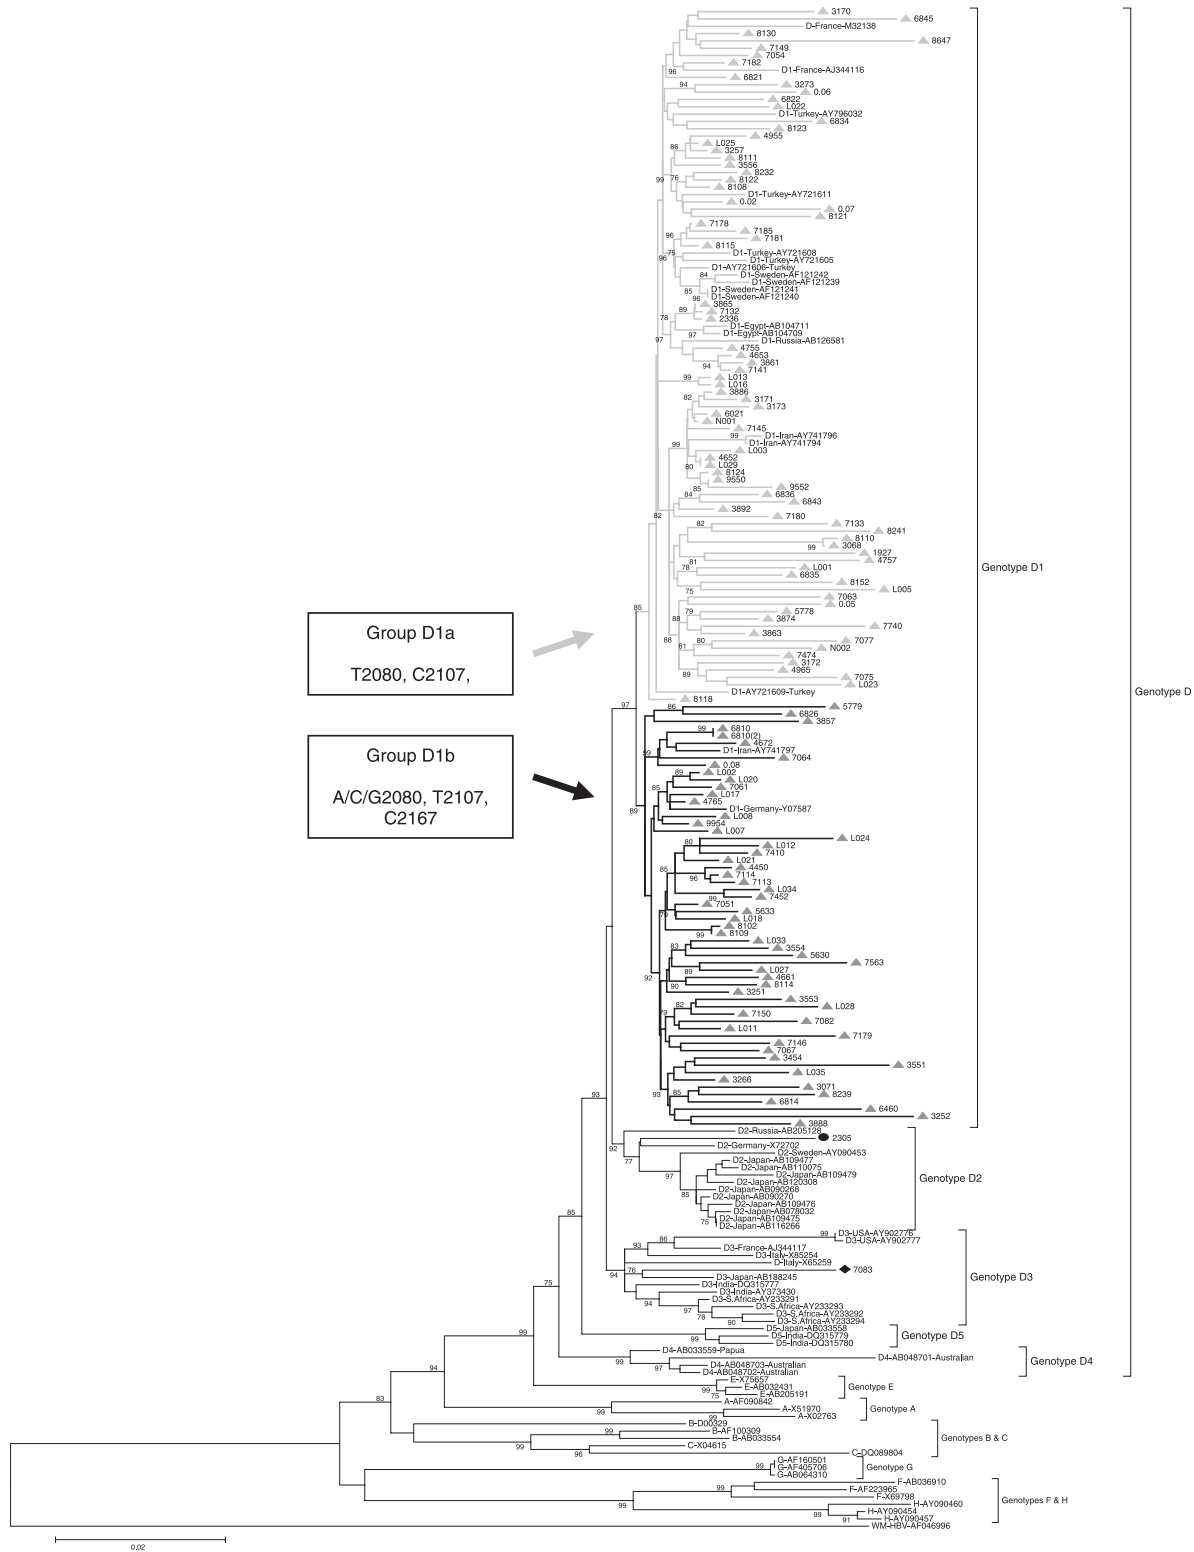 3170
6845
D-France-M32138
8130
8647
7149
7054
7182
96
D1-France-AJ344116
6821
94
3273
0.06
6822
L022
D1-Turkey-AY796032
6834
8123
4955
L025
86
3257
8111
3556
8232
99
76
8122
8108
D1-Turkey-AY721611
0.02
0.07
8121
7178
7185
96
7181
8115
75
D1-Turkey-AY721608
96
D1-Turkey-AY721605
D1-AY721606-Turkey
84
D1-Sweden-AF121242
D1-Sweden-AF121239
85
D1-Sweden-AF121241
96
D1-Sweden-AF121240
3865
89
7132
78
2336
D1-Egypt-AB104711
97
D1-Egypt-AB104709
97
D1-Russia-AB126581
4755
4653
94
3861
7141
99
L013
L016
3886
82
3171
3173
6021
N001
7145
99
D1-Iran-AY741796
99
D1-Iran-AY741794
L003
4652
80
L029
8124
9550
85
9552
84
6836
6843
3892
82
7180
82
7133
8241
8110
99
3068
1927
81
4757
78
L001
Genotype D1
6835
8152
75
L005
7063
85
0.05
79
5778
88
3874
7740
Group D1a
3863
88
80
7077
81
N002
7474
3172
T2080, C2107,
89
4965
7075
L023
Genotype D
D1-AY721609-Turkey
8118
97
86
5779
6826
3857
99
6810
6810(2)
4672
Group D1b
99
D1-Iran-AY741797
7064
0.08
89
L002
L020
85
7061
A/C/G2080, T2107,
L017
4765
89
D1-Germany-Y07587
C2167
L008
9954
L007
L024
80
L012
7410
L021
85
4450
96
7114
7113
L034
99
7452
7051
79
5633
L018
8102
99
8109
L033
83
3554
5630
7563
89
L027
92
4661
90
8114
3251
3553
82
L028
79
7150
7082
L011
7179
7146
7067
3454
3551
L035
3266
93
93
85
3071
8239
6814
6460
3252
3888
D2-Russia-AB205128
2305
92
D2-Germany-X72702
77
D2-Sweden-AY090453
D2-Japan-AB109477
97
D2-Japan-AB110075
D2-Japan-AB109479
Genotype D2
D2-Japan-AB120308
85
D2-Japan-AB090268
D2-Japan-AB090270
D2-Japan-AB109476
D2-Japan-AB078032
85
75
D2-Japan-AB109475
D2-Japan-AB116266
99
D3-USA-AY902776
86
D3-USA-AY902777
93
D3-France-AJ344117
D3-Italy-X85254
D-Italy-X65259
76
7083
94
D3-Japan-AB188245
Genotype D3
75
D3-India-DQ315777
D3-India-AY373430
94
D3-S.Africa-AY233291
97
D3-S.Africa-AY233293
78
D3-S.Africa-AY233292
90
D3-S.Africa-AY233294
99
D5-Japan-AB033558
99
D5-India-DQ315779
Genotype D5
D5-India-DQ315780
D4-AB033559-Papua
99
D4-AB048701-Australian
Genotype D4
97
D4-AB048703-Australian
94
D4-AB048702-Australian
E-X75657
99
E-AB032431
Genotype E
75
E-AB205191
83
A-AF090842
99
A-X51970
Genotype A
99
A-X02763
B-D00329
99
B-AF100309
B-AB033554
Genotypes B & C
99
C-X04615
96
C-DQ089804
G-AF160501
99
G-AF405706
Genotype G
G-AB064310
F-AB036910
99
F-AF223965
F-X69798
Genotypes F & H
99
H-AY090460
99
H-AY090454
91
H-AY090457
WM-HBV-AF046996
0.02